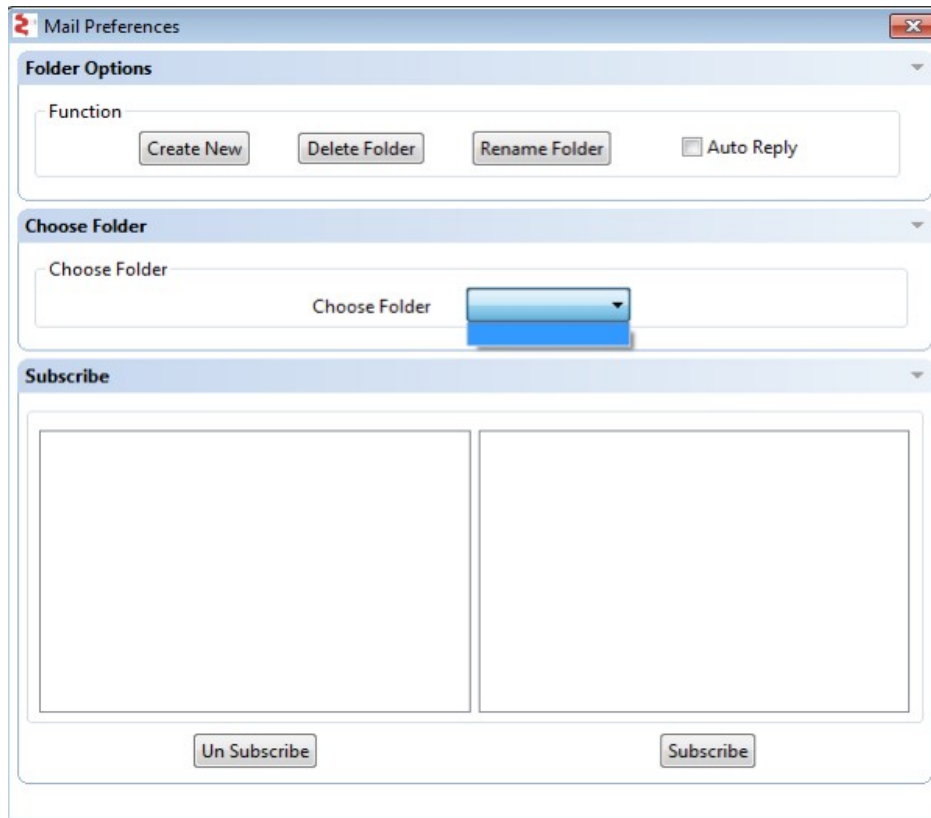 Mail Preferences
Folder Options
Function
Create New Delete Folder Rename Folder Auto Reply
Choose Folder
Choose Folder
Choose Folder
Subscribe
Un Subscribe Subscribe